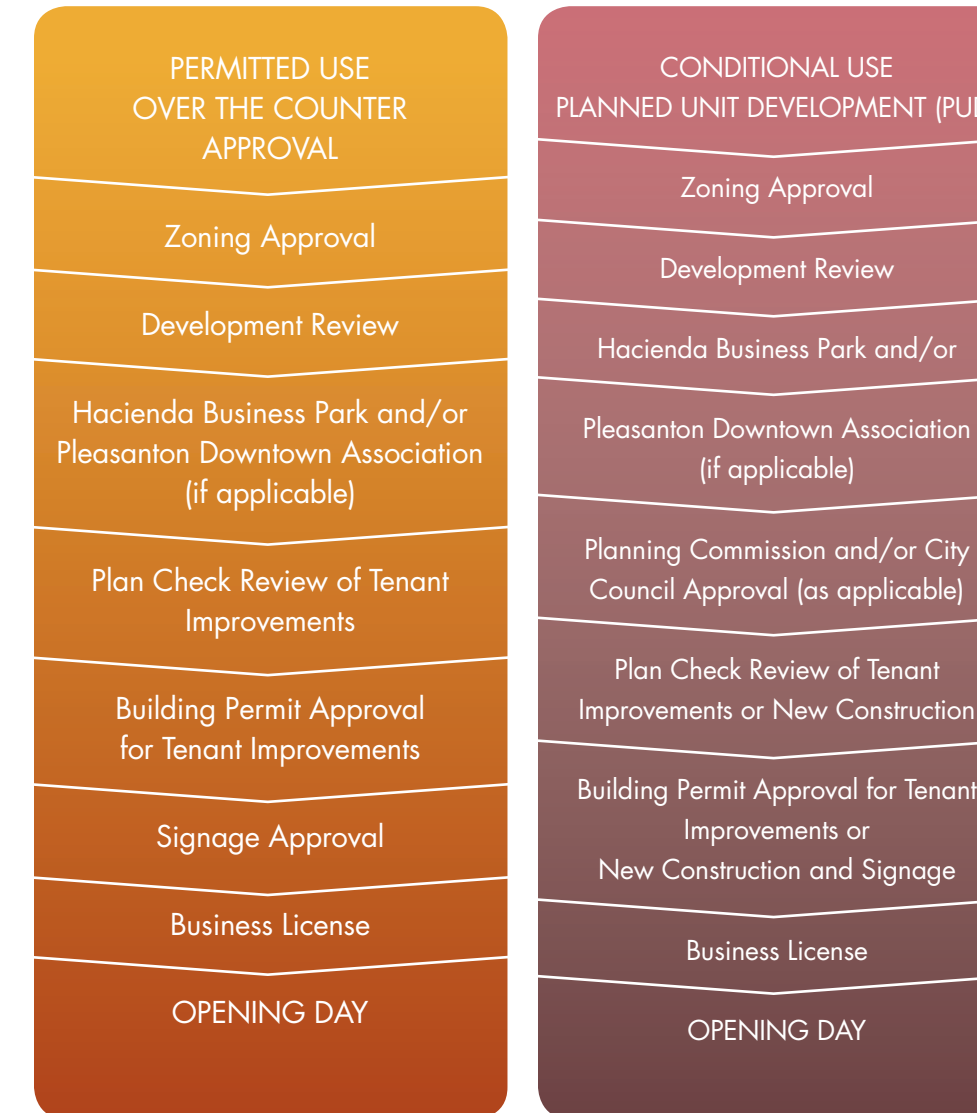 PERMITTED USE
OVER THE COUNTER
APPROVAL
Zoning Approval
Development Review
Hacienda Business Park and/or
Pleasanton Downtown Association
(if applicable)
Plan Check Review of Tenant
Improvements
Building Permit Approval
for Tenant Improvements
Signage Approval
Business License
OPENING DAY
CONDITIONAL USE
PLANNED UNIT DEVELOPMENT (PU
Zoning Approval
Development Review
Hacienda Business Park and/or
Pleasanton Downtown Association
(if applicable)
Planning Commission and/or City
Council Approval (as applicable)
Plan Check Review of Tenant
Improvements or New Construction
Building Permit Approval for Tenant
Improvements or
New Construction and Signage
Business License
OPENING DAY